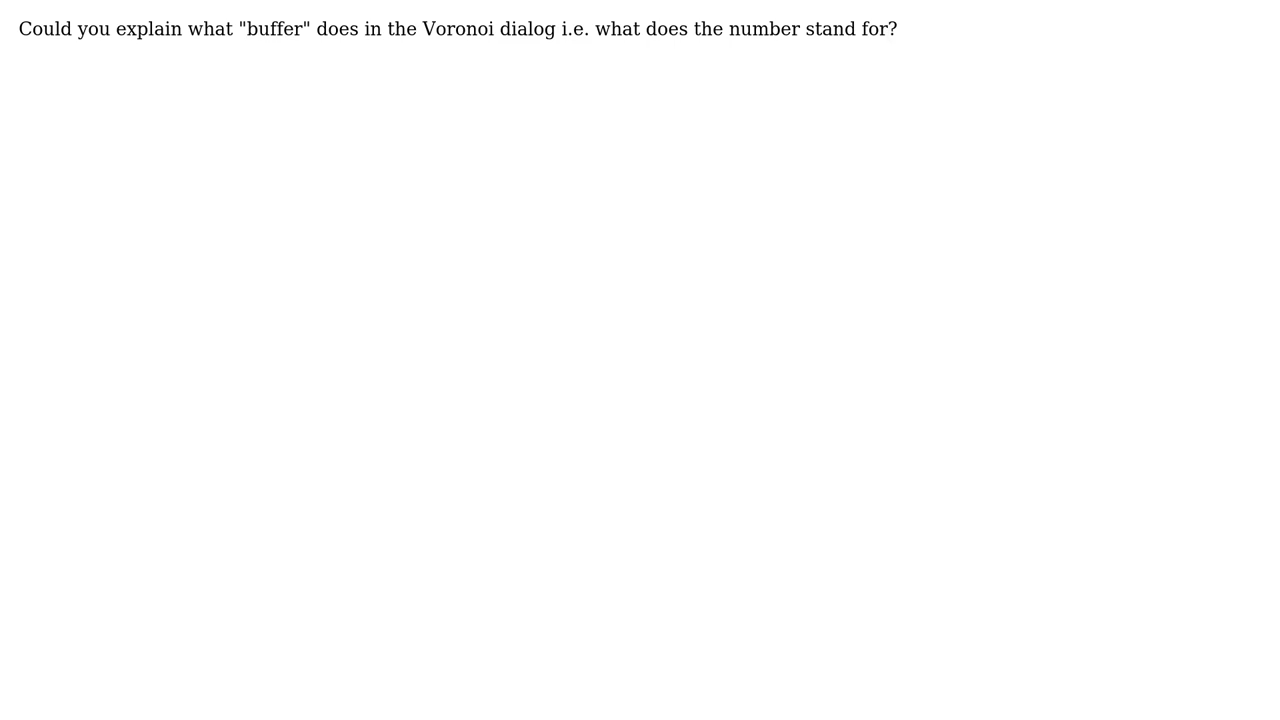 Could you explain what "buffer" does in the Voronoi dialog i.e. what does the number stand for?